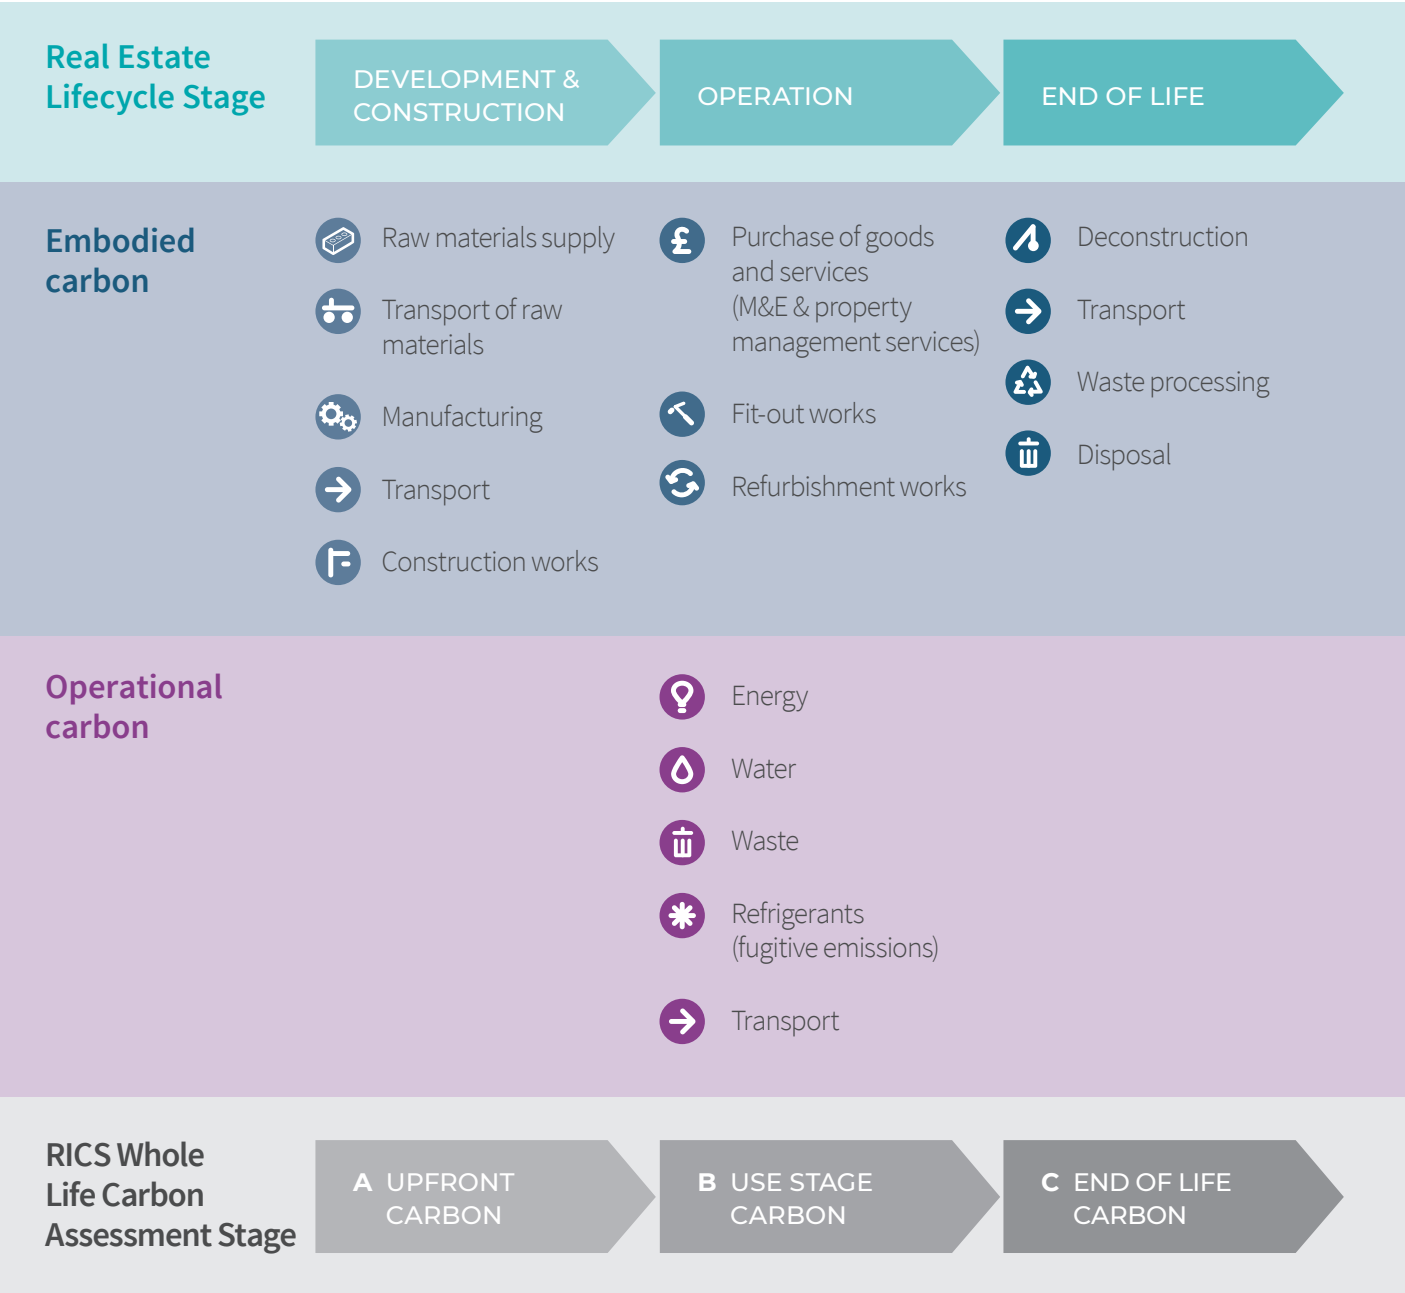 Real Estate
Lifecycle Stage
DEVELOPMENT &
CONSTRUCTION
OPERATION
END OF LIFE
Embodied
carbon
Raw materials supply
Transport of raw
materials
Manufacturing
Transport
Construction works
£
Purchase of goods
and services
(M&E & property
management services)
Fit-out works
Refurbishment works
Deconstruction
Transport
Waste processing
Disposal
Operational
carbon
Energy
Water
Waste
Refrigerants
(fugitive emissions)
Transport
RICS Whole
Life Carbon
Assessment Stage
A UPFRONT
CARBON
B USE STAGE
CARBON
C END OF LIFE
CARBON